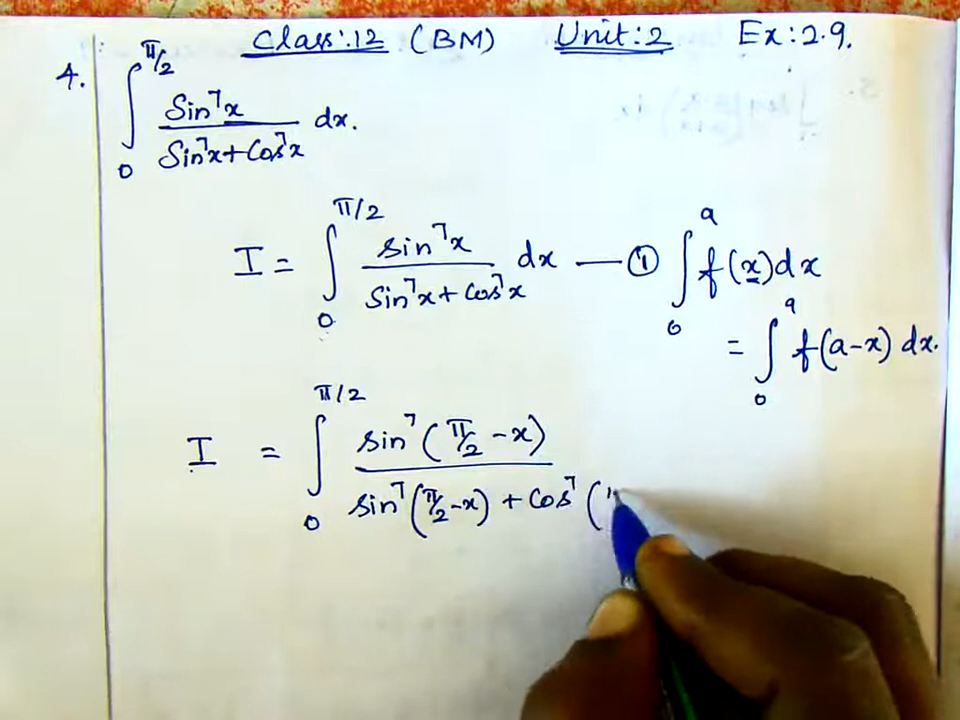 Class:12 (BM) Unit:2 Ex:2.9.
4. ∫₀^(π/2) Sin⁷x / (Sin⁷x+Cos⁷x) dx.
I = ∫₀^(π/2) sin⁷x / (Sin⁷x+Cos⁷x) dx — ① ∫₀^a f(x)dx
= ∫₀^a f(a-x) dx.
I = ∫₀^(π/2) sin⁷(π/2 -x) / (sin⁷(π/2-x) + Cos⁷(